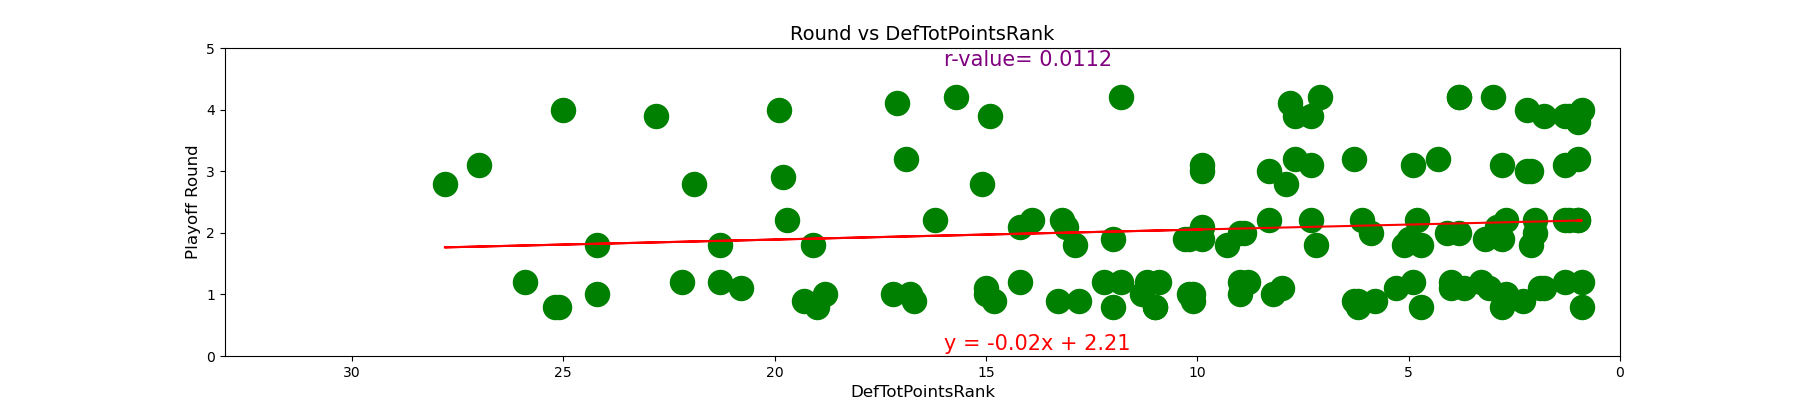 Round vs DefTotPointsRank
r-value= 0.0112
5
4
3
2
1
0
Playoff Round
y = -0.02x + 2.21
30 25 20 15 10 5 0
DefTotPointsRank